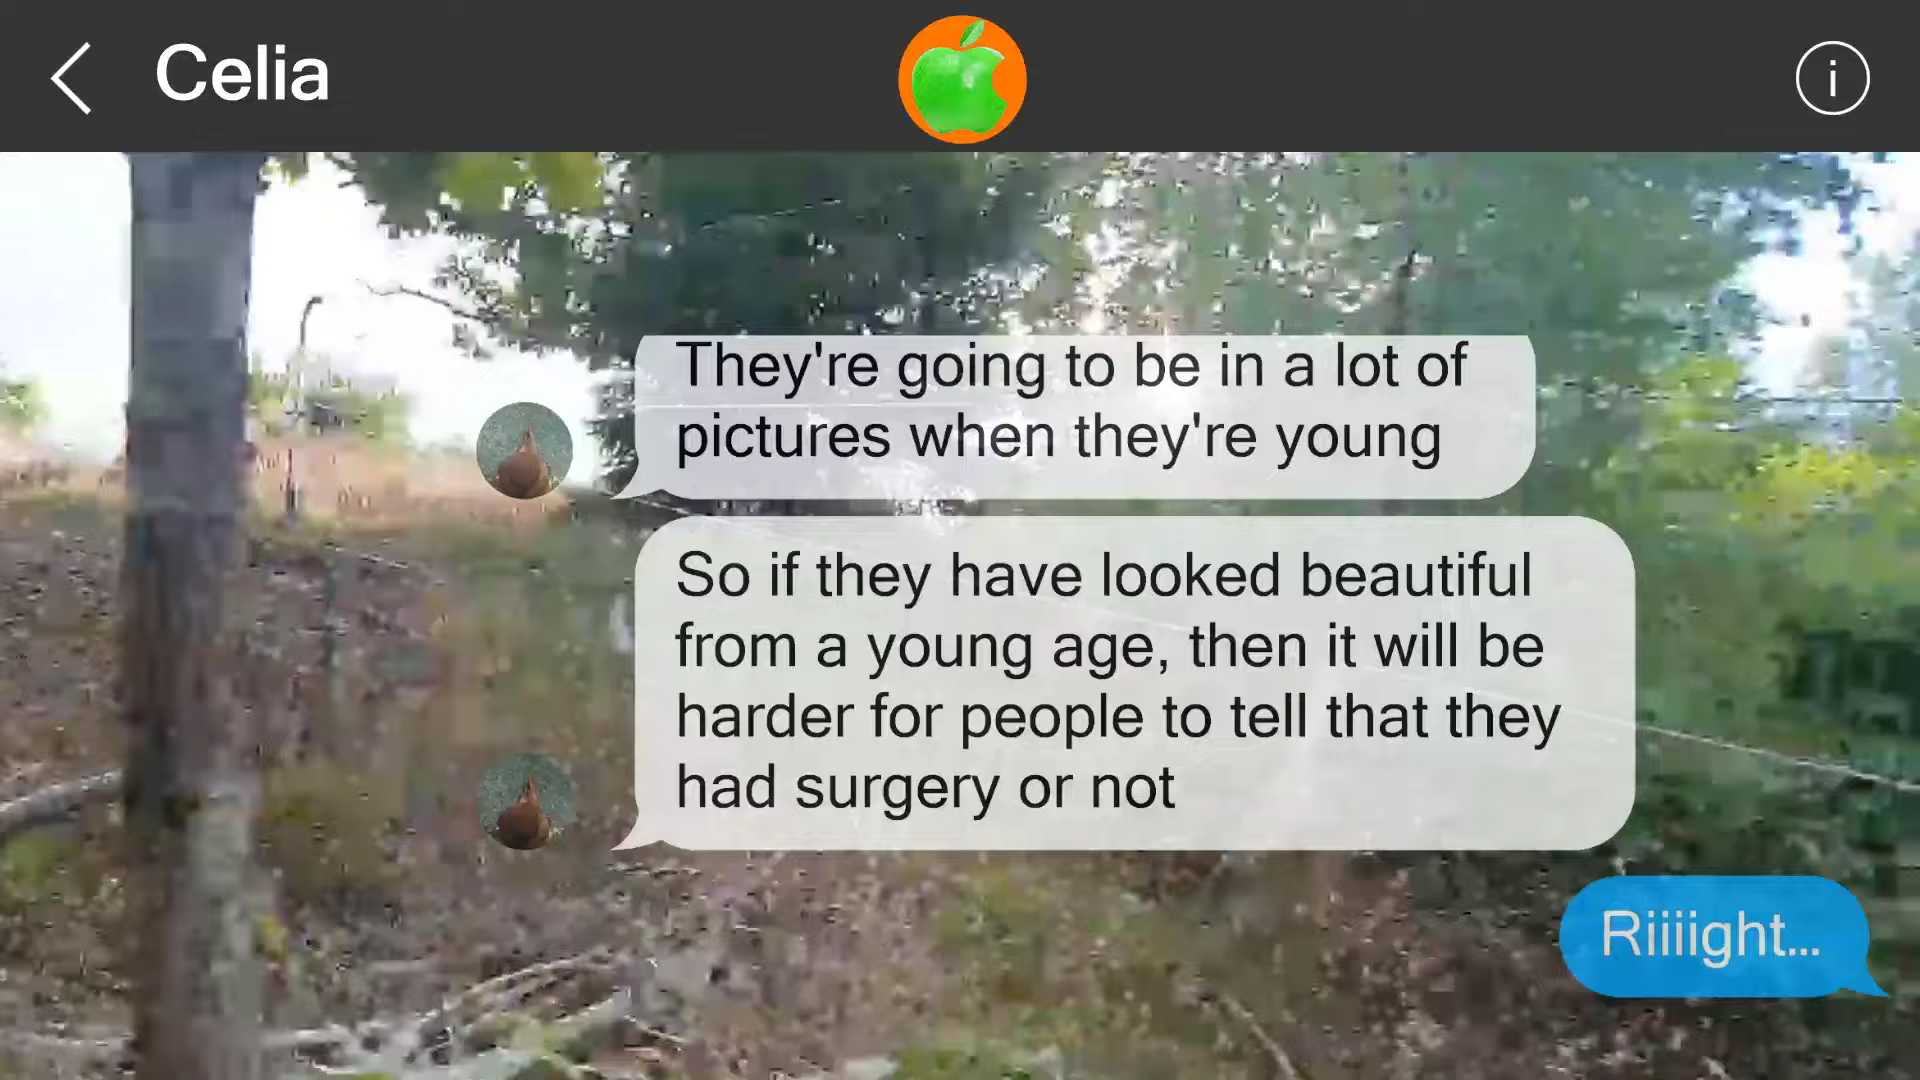 Celia
i
They're going to be in a lot of
pictures when they're young
So if they have looked beautiful
from a young age, then it will be
harder for people to tell that they
had surgery or not
Riiiight...